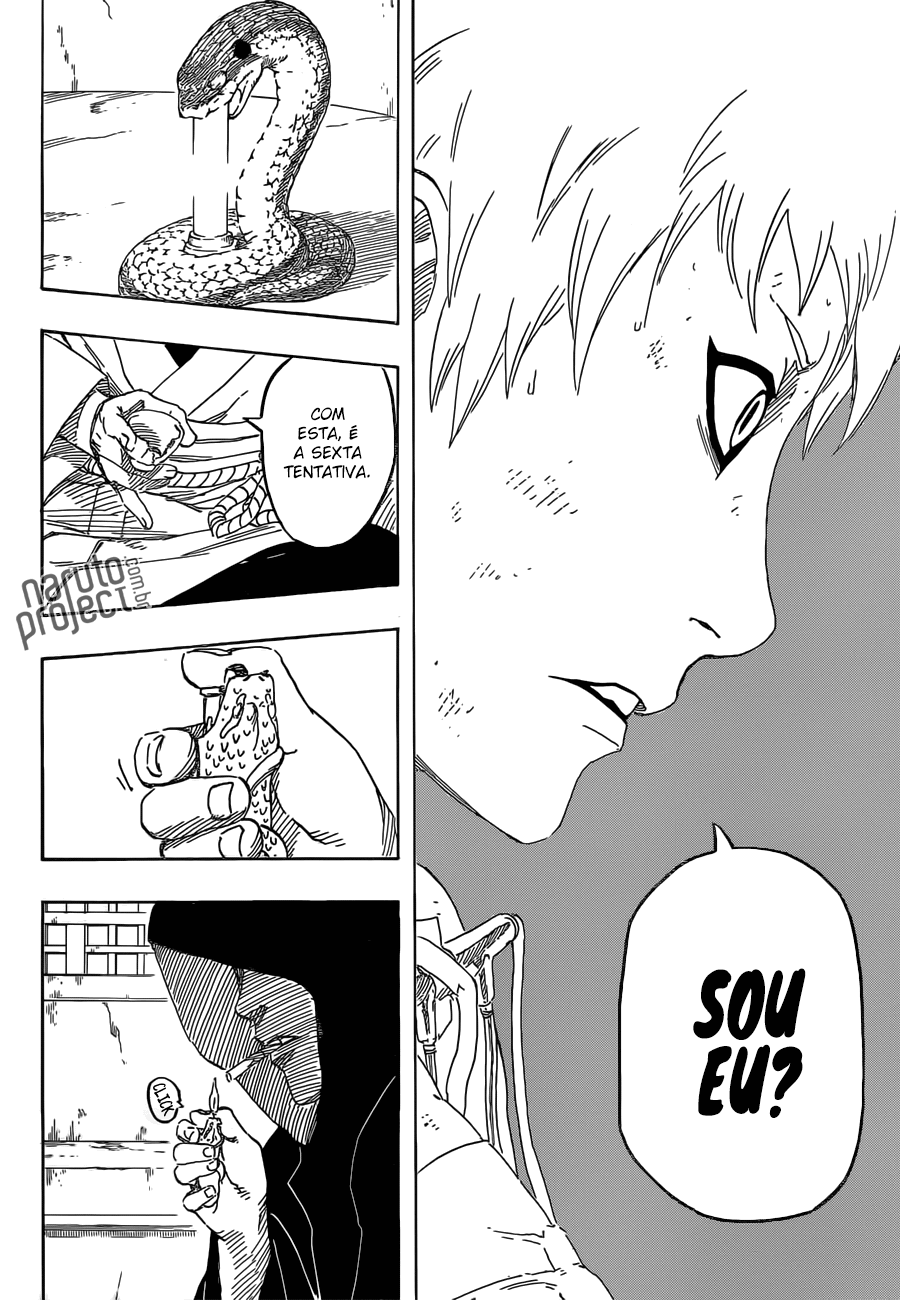 COM
ESTA, É
A SEXTA
TENTATIVA.
naruto
project
.com.br
CLICK
SOU
EU?